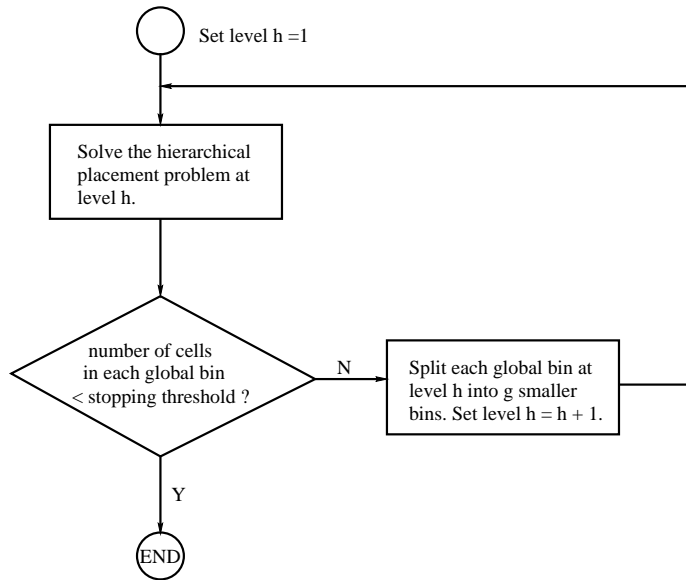 Set level h =1
Solve the hierarchical
placement problem at
level h.
number of cells
in each global bin
< stopping threshold ?
N
Split each global bin at
level h into g smaller
bins. Set level h = h + 1.
Y
END